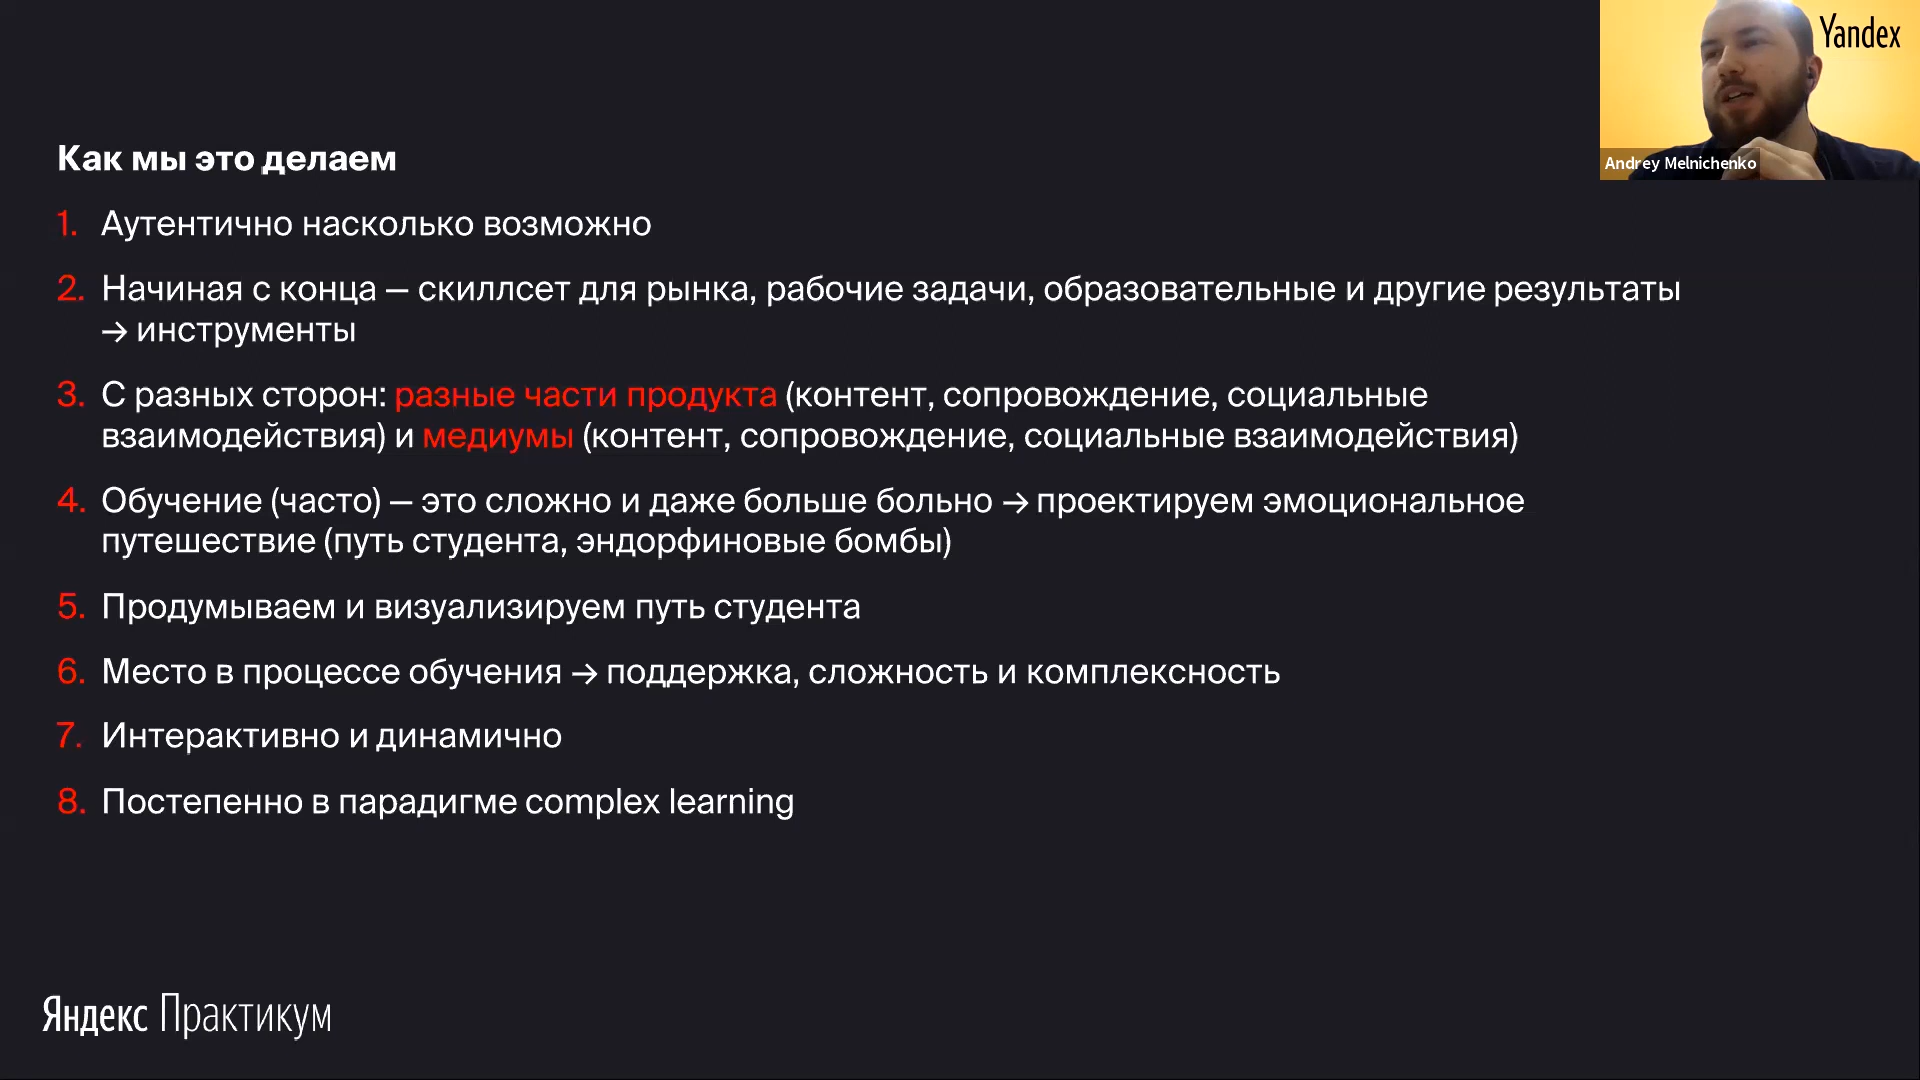 Yandex
Andrey Melnichenko
Как мы это делаем
1. Аутентично насколько возможно
2. Начиная с конца — скиллсет для рынка, рабочие задачи, образовательные и другие результаты
→ инструменты
3. С разных сторон: разные части продукта (контент, сопровождение, социальные
взаимодействия) и медиумы (контент, сопровождение, социальные взаимодействия)
4. Обучение (часто) — это сложно и даже больше больно → проектируем эмоциональное
путешествие (путь студента, эндорфиновые бомбы)
5. Продумываем и визуализируем путь студента
6. Место в процессе обучения → поддержка, сложность и комплексность
7. Интерактивно и динамично
8. Постепенно в парадигме complex learning
Яндекс Практикум